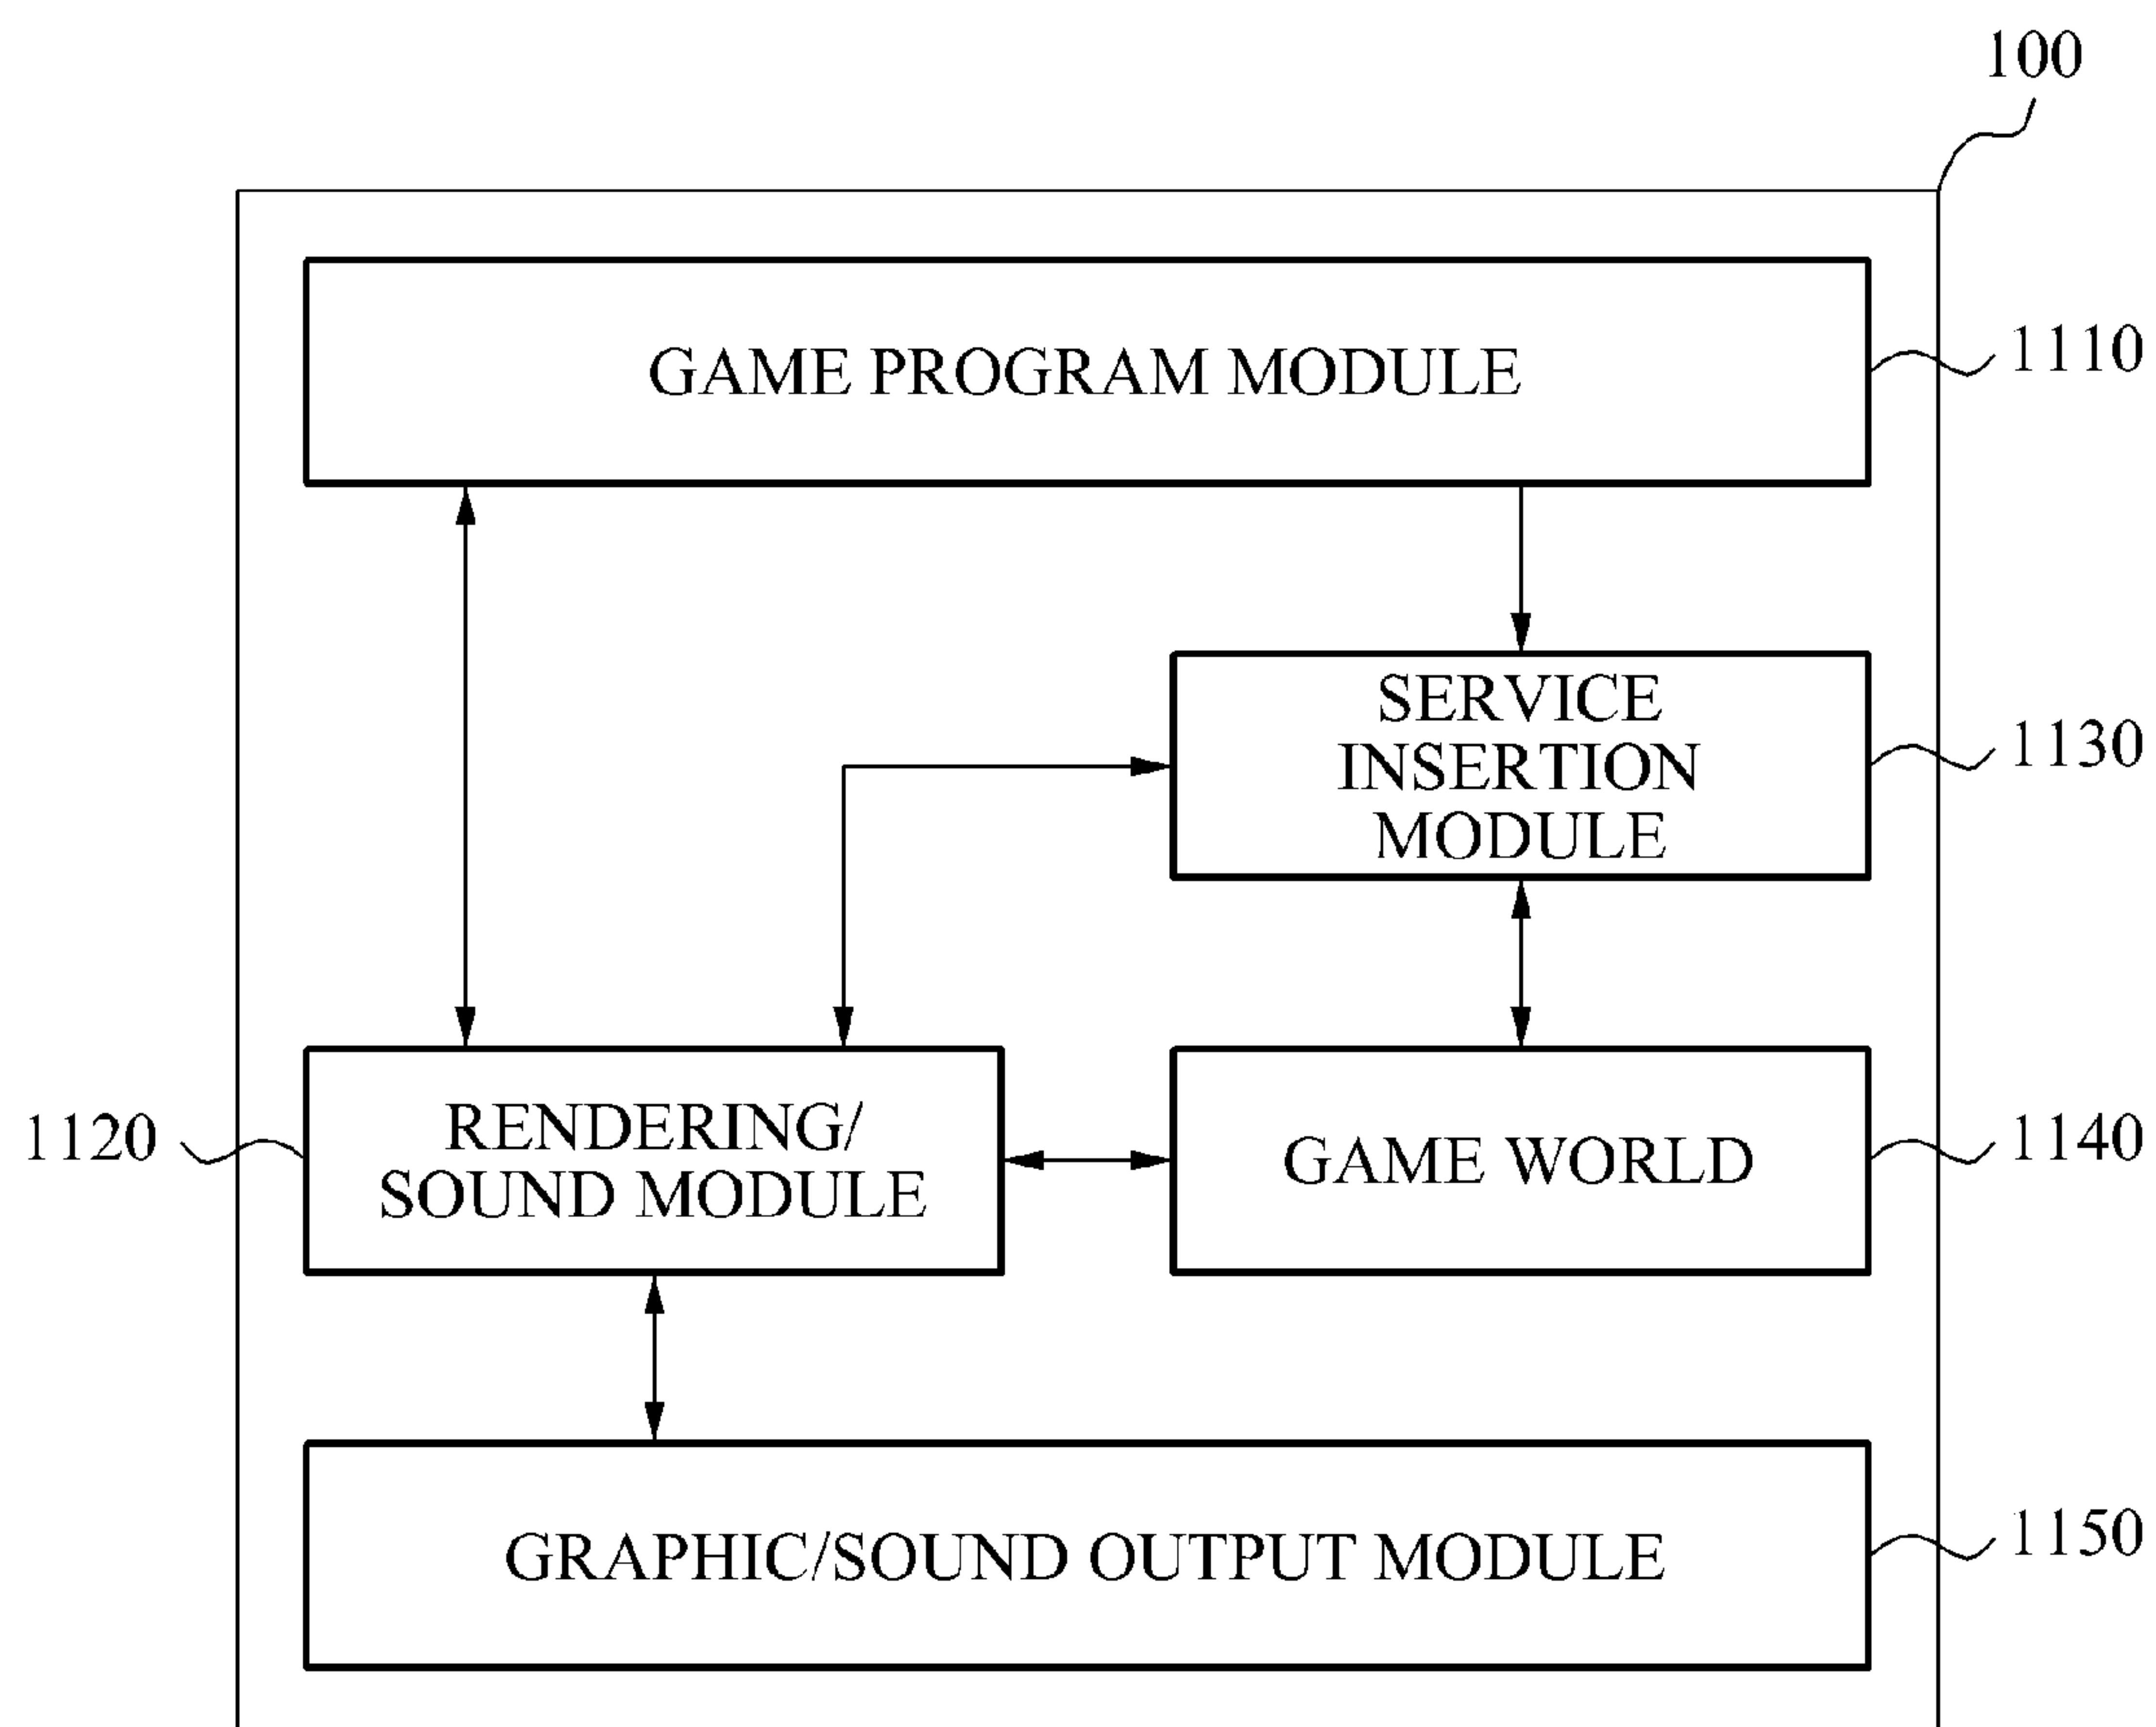 100
GAME PROGRAM MODULE
1110
SERVICE
INSERTION
MODULE
1130
1120
RENDERING/
SOUND MODULE
GAME WORLD
1140
GRAPHIC/SOUND OUTPUT MODULE
1150